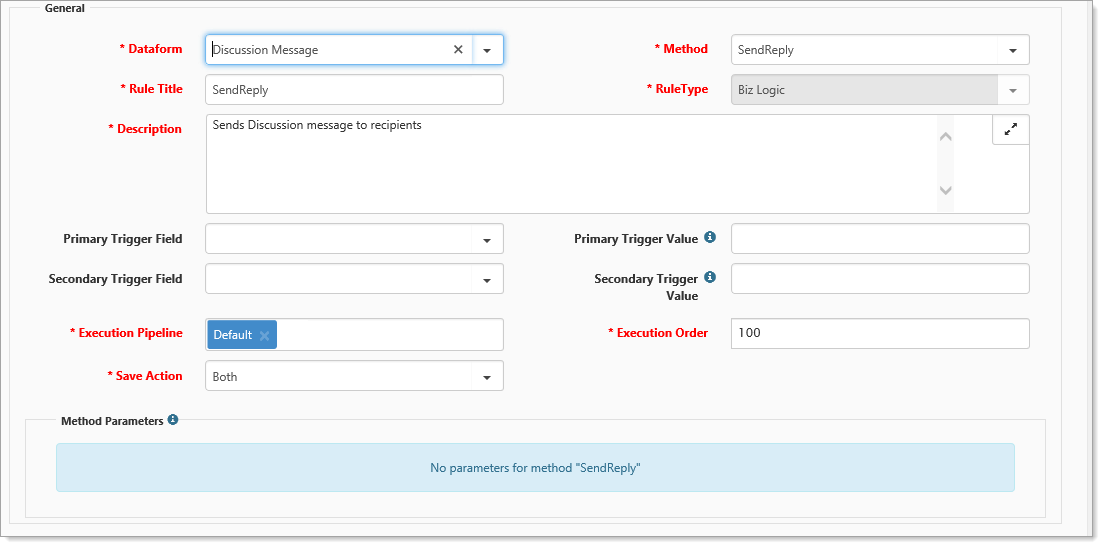 General
* Dataform Discussion Message * Method SendReply
* Rule Title SendReply * RuleType Biz Logic
* Description Sends Discussion message to recipients
Primary Trigger Field Primary Trigger Value
Secondary Trigger Field Secondary Trigger
Value
* Execution Pipeline Default * Execution Order 100
* Save Action Both
Method Parameters
No parameters for method "SendReply"